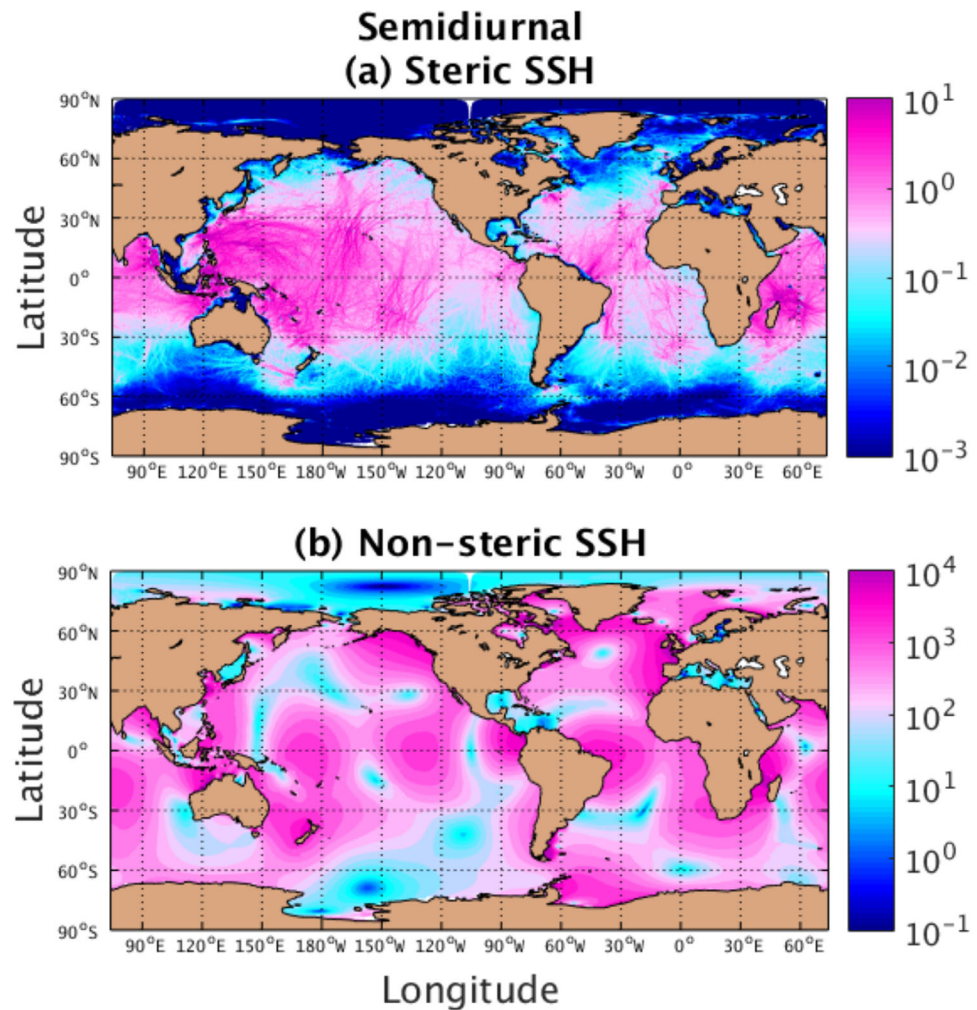 Semidiurnal
(a) Steric SSH
Latitude
90°N
60°N
30°N
0°
30°S
60°S
90°S
90°E 120°E 150°E 180°W 150°W 120°W 90°W 60°W 30°W 0° 30°E 60°E
10¹
10⁰
10⁻¹
10⁻²
10⁻³
(b) Non-steric SSH
Latitude
90°N
60°N
30°N
0°
30°S
60°S
90°S
90°E 120°E 150°E 180°W 150°W 120°W 90°W 60°W 30°W 0° 30°E 60°E
10⁴
10³
10²
10¹
10⁰
10⁻¹
Longitude